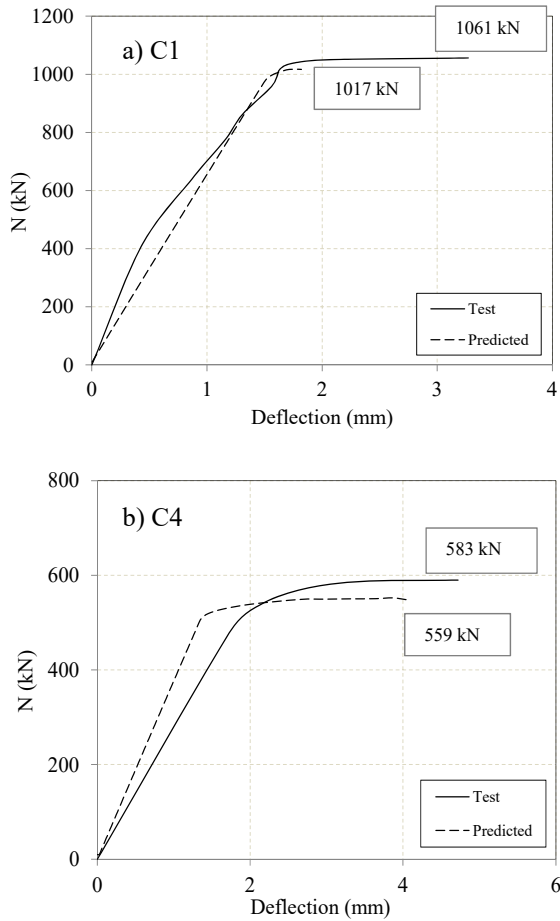 1200
1000
800
600
400
200
0
N (kN)
a) C1
1061 kN
1017 kN
Test
Predicted
0 1 2 3 4
Deflection (mm)
800
600
400
200
0
N (kN)
b) C4
583 kN
559 kN
Test
Predicted
0 2 4 6
Deflection (mm)